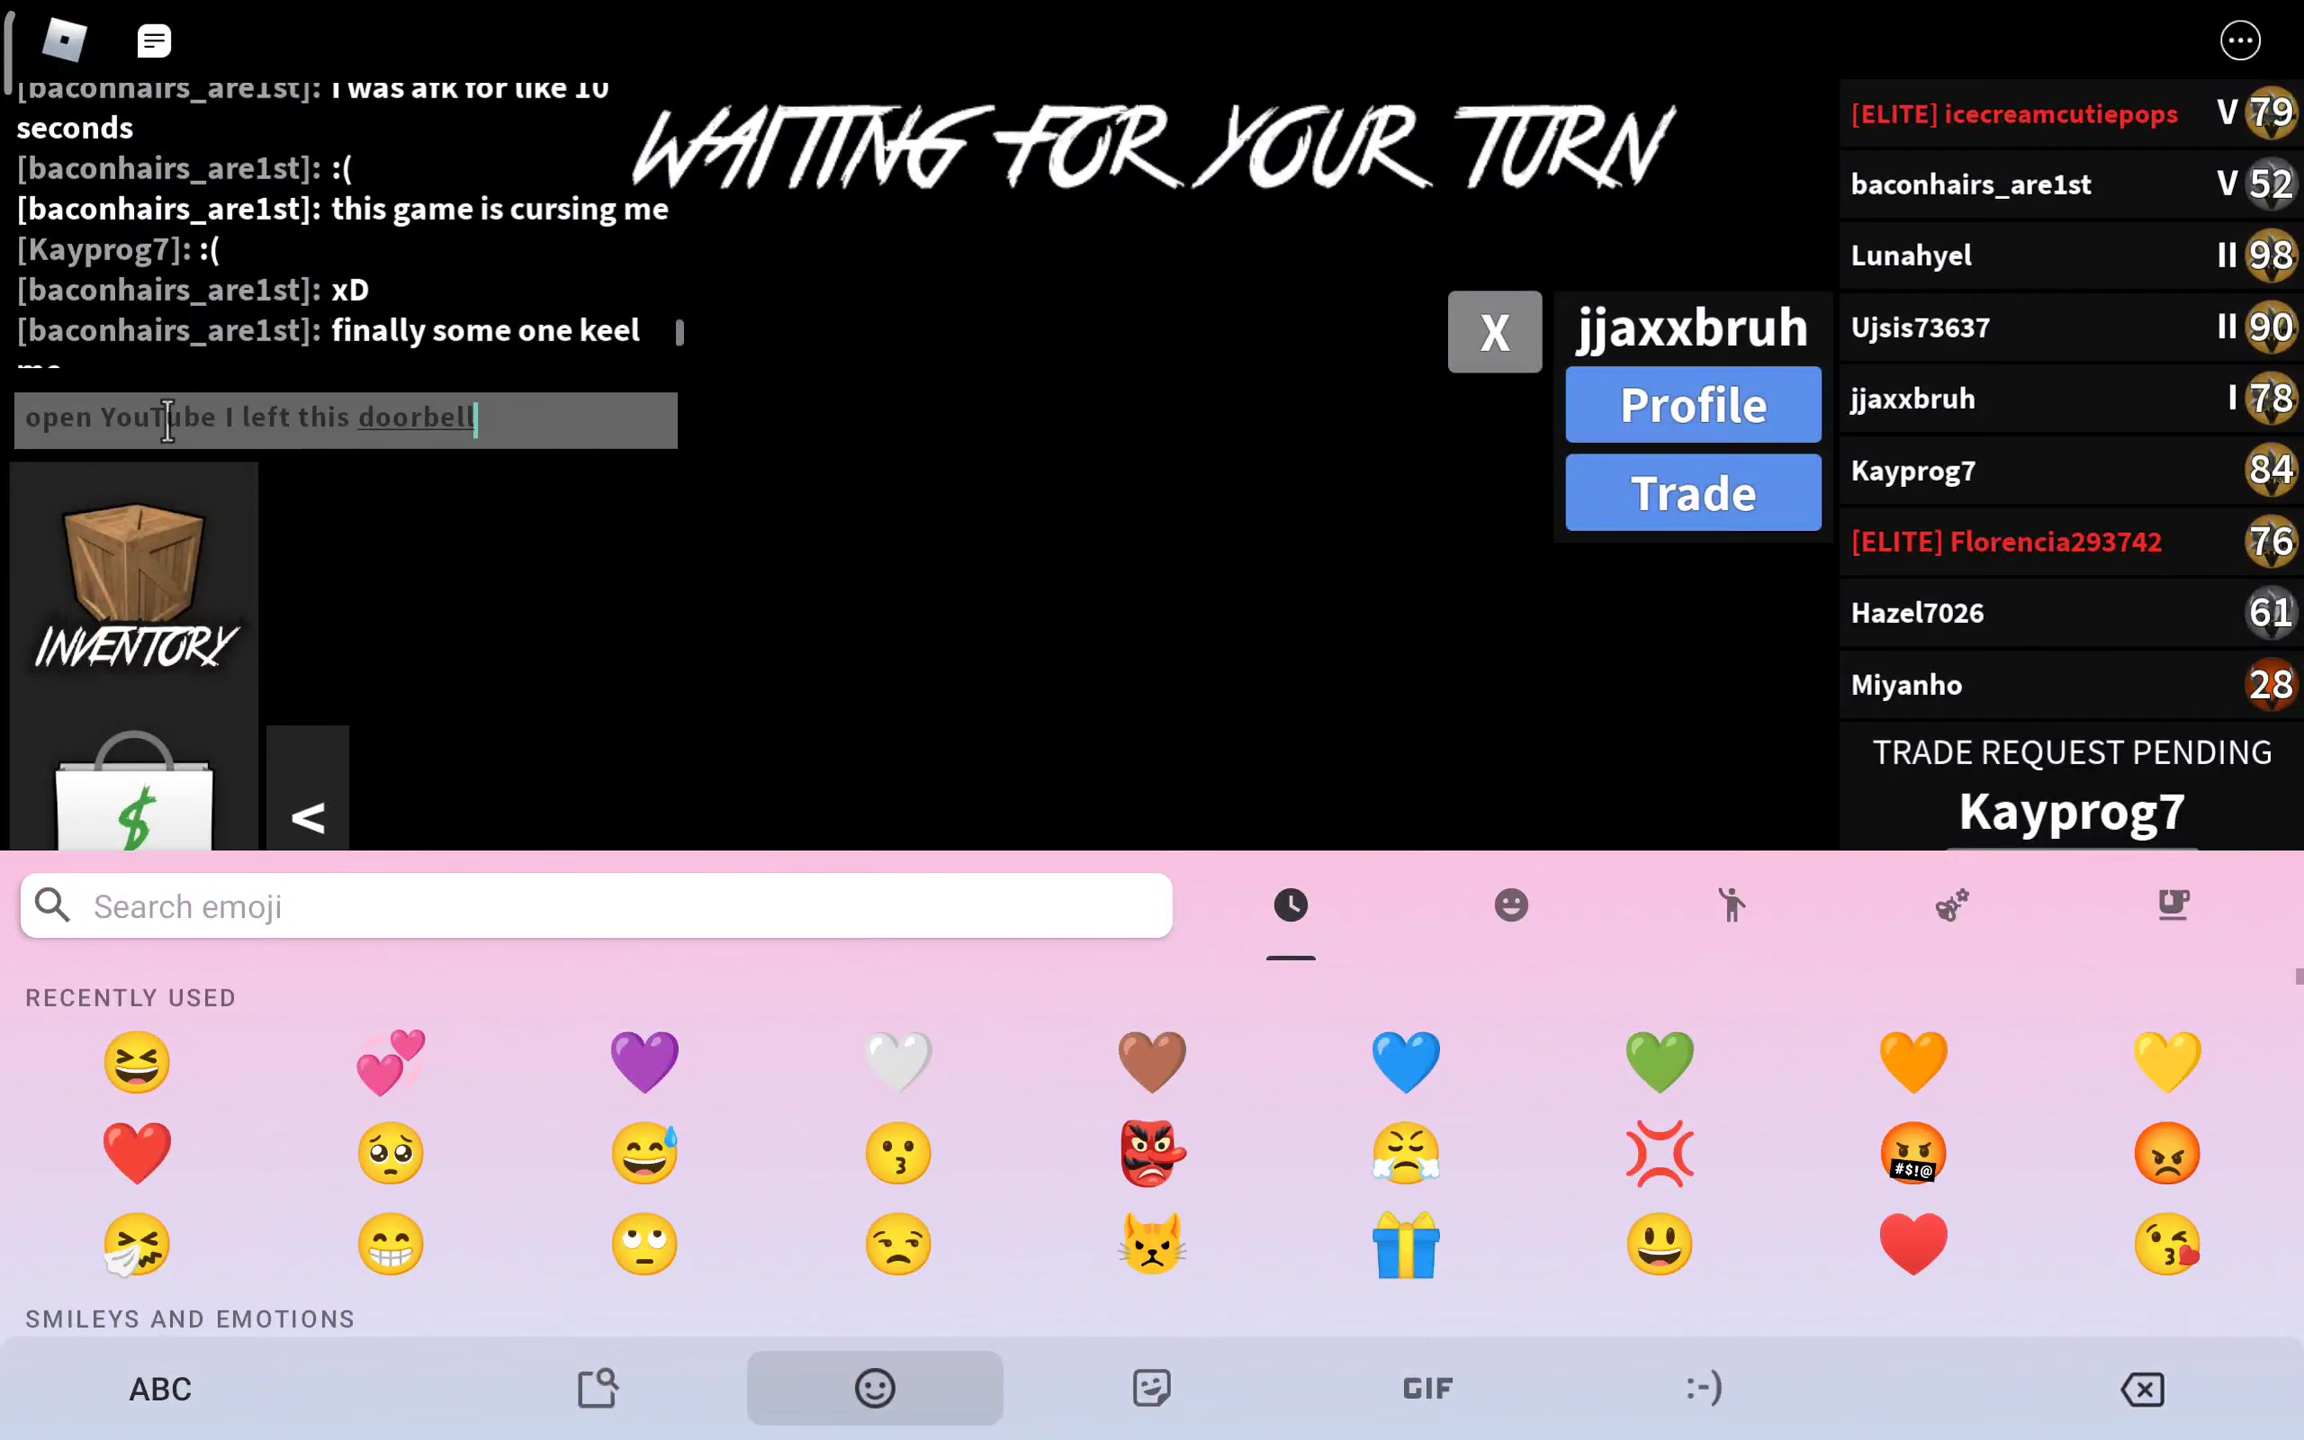 [baconhairs_are1st]: I was afk for like 10
seconds
[baconhairs_are1st]: :(
[baconhairs_are1st]: this game is cursing me
[Kayprog7]: :(
[baconhairs_are1st]: xD
[baconhairs_are1st]: finally some one keel
me
open YouTube I left this doorbell
INVENTORY
$
<
WAITING FOR YOUR TURN
X
jjaxxbruh
Profile
Trade
[ELITE] icecreamcutiepops V 79
baconhairs_are1st V 52
Lunahyel II 98
Ujsis73637 II 90
jjaxxbruh I 78
Kayprog7 84
[ELITE] Florencia293742 76
Hazel7026 61
Miyanho 28
TRADE REQUEST PENDING
Kayprog7
Search emoji
RECENTLY USED
#$!@
SMILEYS AND EMOTIONS
ABC
GIF
:-)